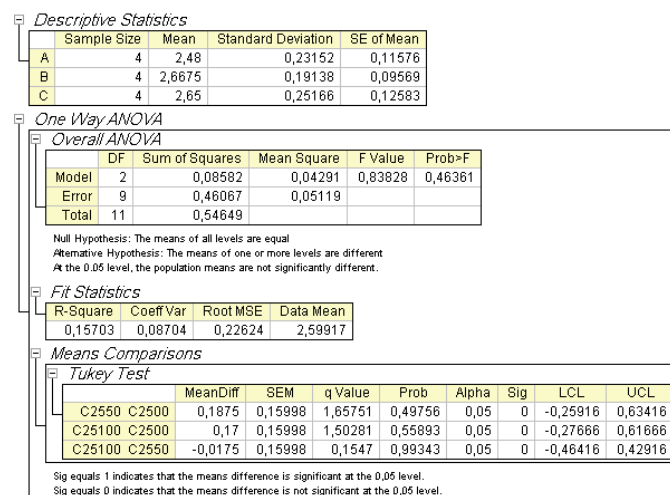 Descriptive Statistics
Sample Size Mean Standard Deviation SE of Mean
A 4 2,48 0,23152 0,11576
B 4 2,6675 0,19138 0,09569
C 4 2,65 0,25166 0,12583
One Way ANOVA
Overall ANOVA
DF Sum of Squares Mean Square F Value Prob>F
Model 2 0,08582 0,04291 0,83828 0,46361
Error 9 0,46067 0,05119
Total 11 0,54649
Null Hypothesis: The means of all levels are equal
Alternative Hypothesis: The means of one or more levels are different
At the 0.05 level, the population means are not significantly different.
Fit Statistics
R-Square Coeff Var Root MSE Data Mean
0,15703 0,08704 0,22624 2,59917
Means Comparisons
Tukey Test
MeanDiff SEM q Value Prob Alpha Sig LCL UCL
C2550 C2500 0,1875 0,15998 1,65751 0,49756 0,05 0 -0,25916 0,63416
C25100 C2500 0,17 0,15998 1,50281 0,55893 0,05 0 -0,27666 0,61666
C25100 C2550 -0,0175 0,15998 0,1547 0,99343 0,05 0 -0,46416 0,42916
Sig equals 1 indicates that the means difference is significant at the 0,05 level.
Sig equals 0 indicates that the means difference is not significant at the 0,05 level.